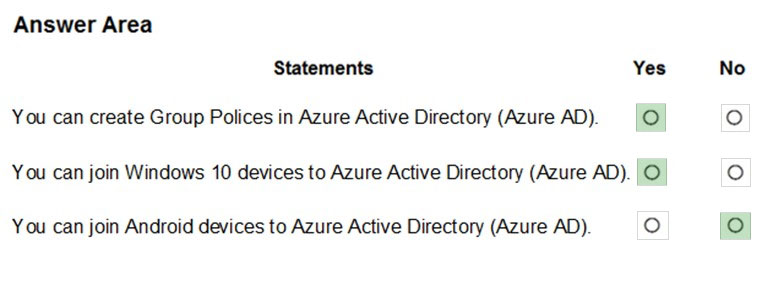 Answer Area
Statements Yes No
You can create Group Polices in Azure Active Directory (Azure AD).
You can join Windows 10 devices to Azure Active Directory (Azure AD).
You can join Android devices to Azure Active Directory (Azure AD).